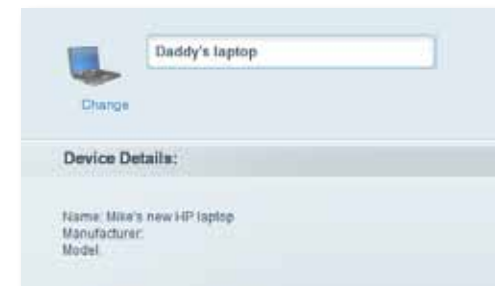 Daddy's laptop
Change
Device Details:
Name: Mike's new HP laptop
Manufacturer:
Model: